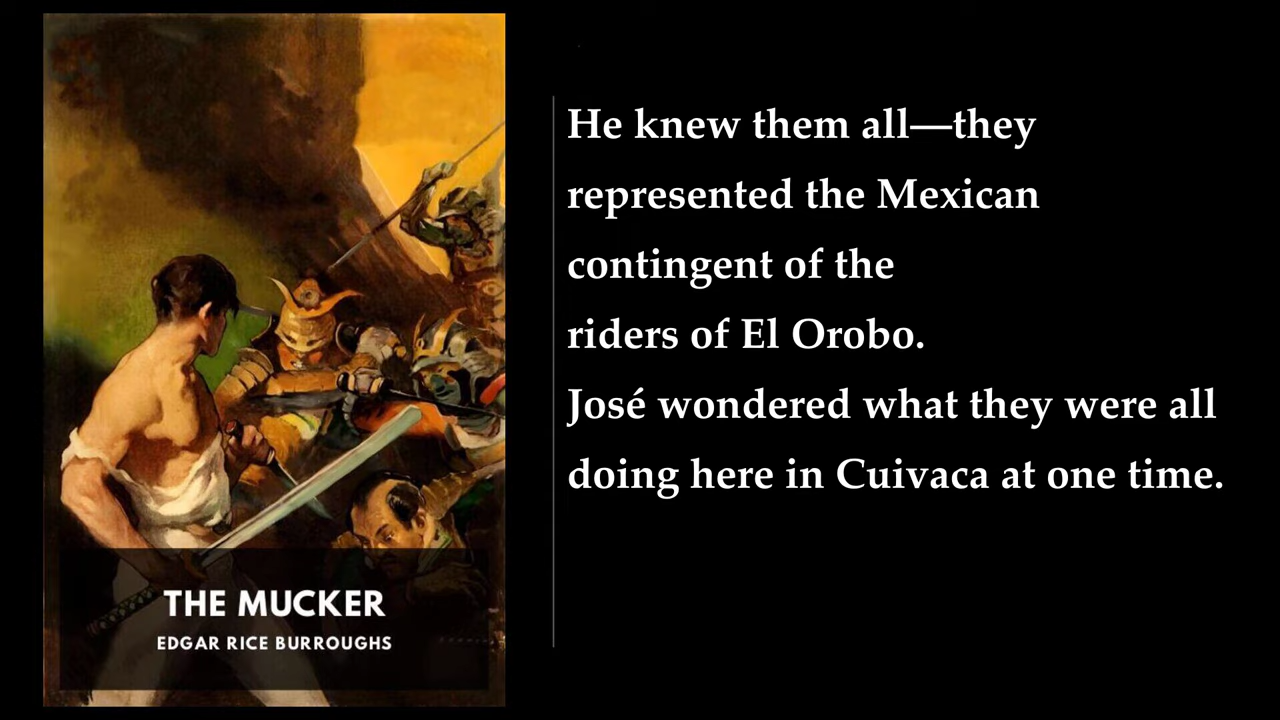 THE MUCKER
EDGAR RICE BURROUGHS
He knew them all—they
represented the Mexican
contingent of the
riders of El Orobo.
José wondered what they were all
doing here in Cuivaca at one time.